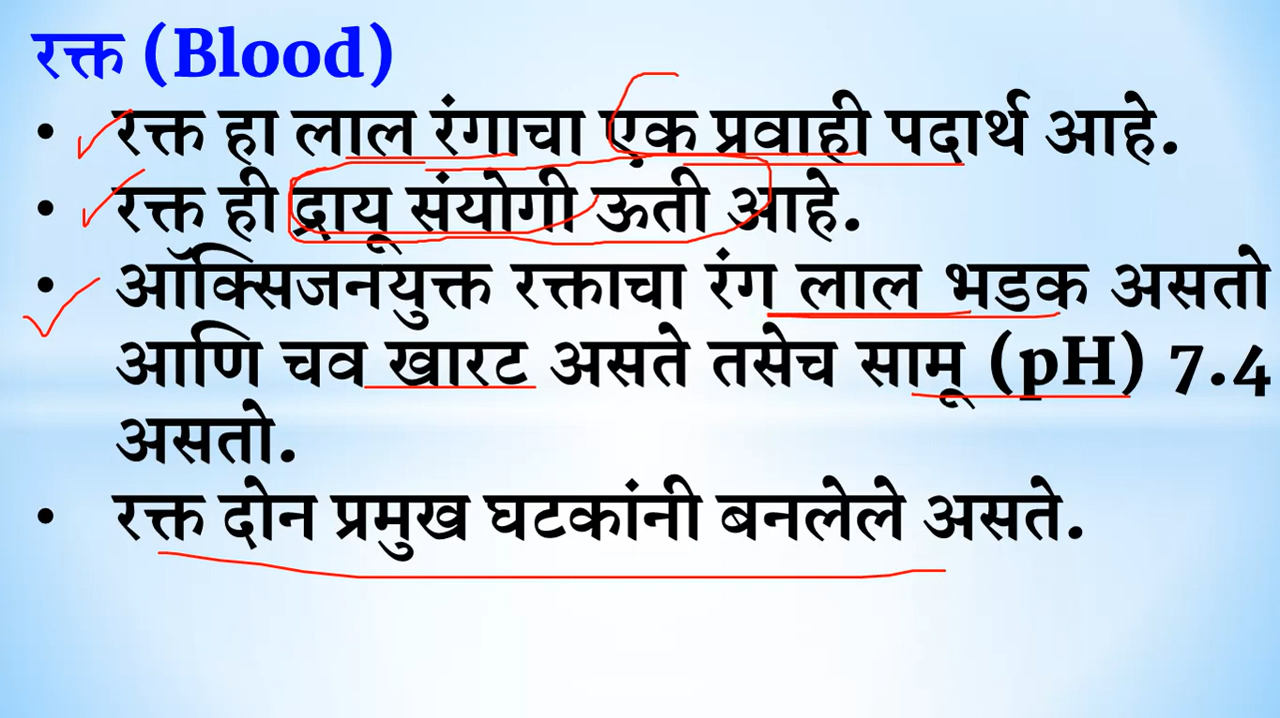 रक्त (Blood)
• रक्त हा लाल रंगाचा एक प्रवाही पदार्थ आहे.
• रक्त ही द्रायू संयोगी ऊती आहे.
• ऑक्सिजनयुक्त रक्ताचा रंग लाल भडक असतो
आणि चव खारट असते तसेच सामू (pH) 7.4
असतो.
• रक्त दोन प्रमुख घटकांनी बनलेले असते.